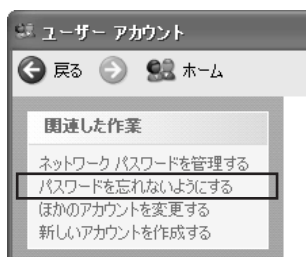 ユーザー アカウント
戻る ホーム
関連した作業
ネットワーク パスワードを管理する
パスワードを忘れないようにする
ほかのアカウントを変更する
新しいアカウントを作成する